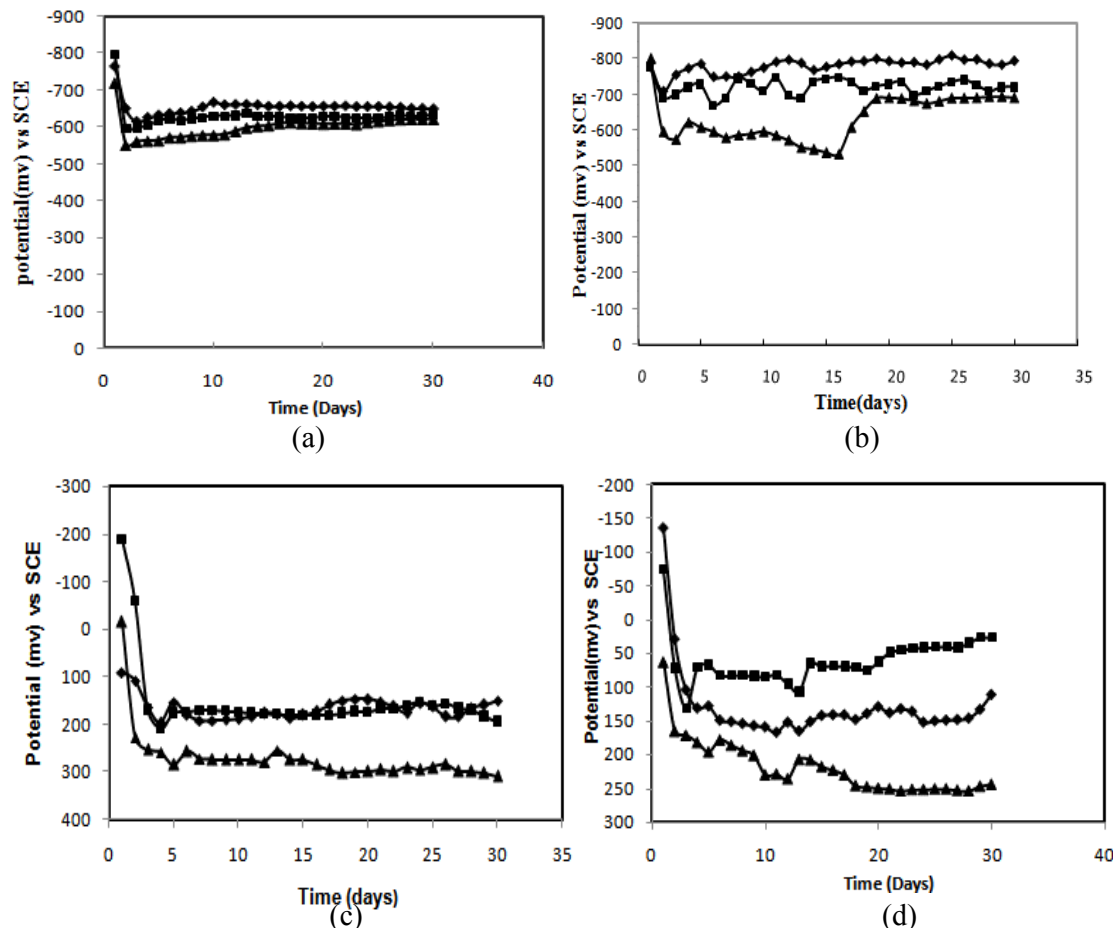 -900
-800
-700
-600
-500
-400
-300
-200
-100
0
potential(mv) vs SCE
0 10 20 30 40
Time (Days)
(a)
-900
-800
-700
-600
-500
-400
-300
-200
-100
0
Potential (mv) vs SCE
0 5 10 15 20 25 30 35
Time(days)
(b)
-300
-200
-100
0
100
200
300
400
Potential (mv) vs SCE
0 5 10 15 20 25 30 35
Time (days)
(c)
-200
-150
-100
-50
0
50
100
150
200
250
300
Potential(mv) vs SCE
0 10 20 30 40
Time (Days)
(d)